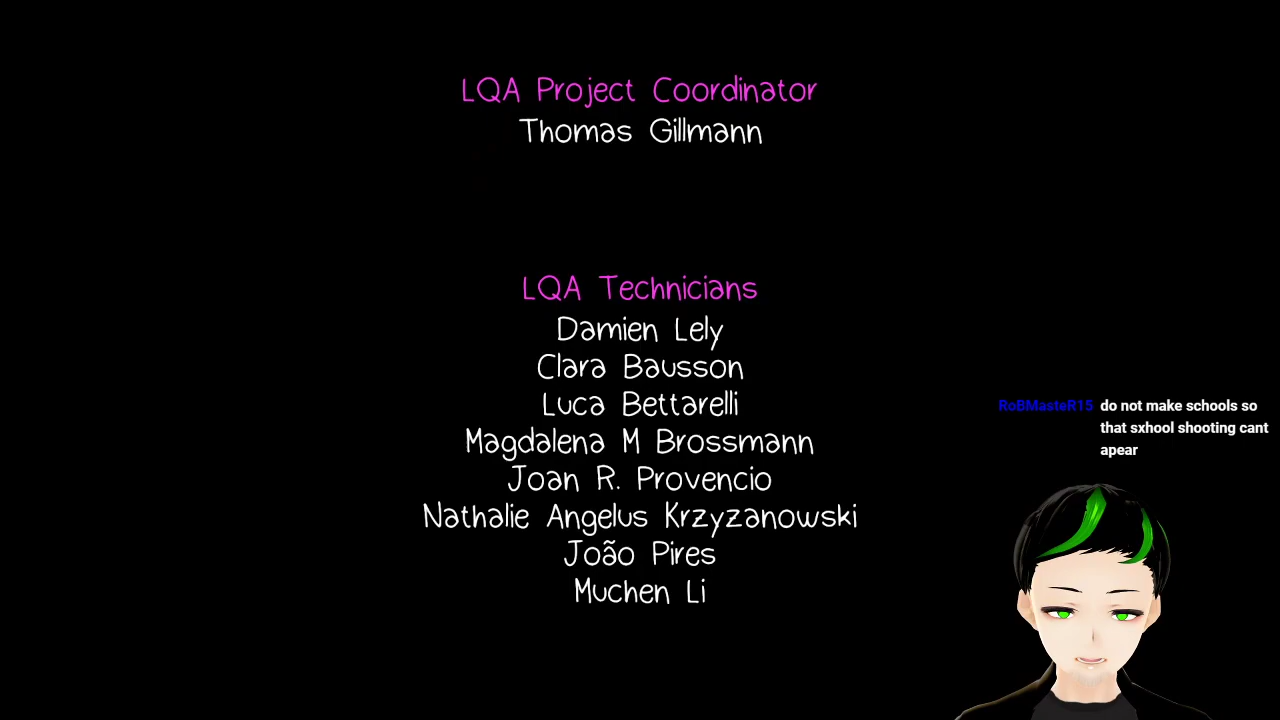 LQA Project Coordinator
Thomas Gillmann
LQA Technicians
Damien Lely
Clara Bausson
Luca Bettarelli
Magdalena M Brossmann
Joan R. Provencio
Nathalie Angelus Krzyzanowski
João Pires
Muchen Li
RoBMasteR15 do not make schools so
that sxhool shooting cant
apear